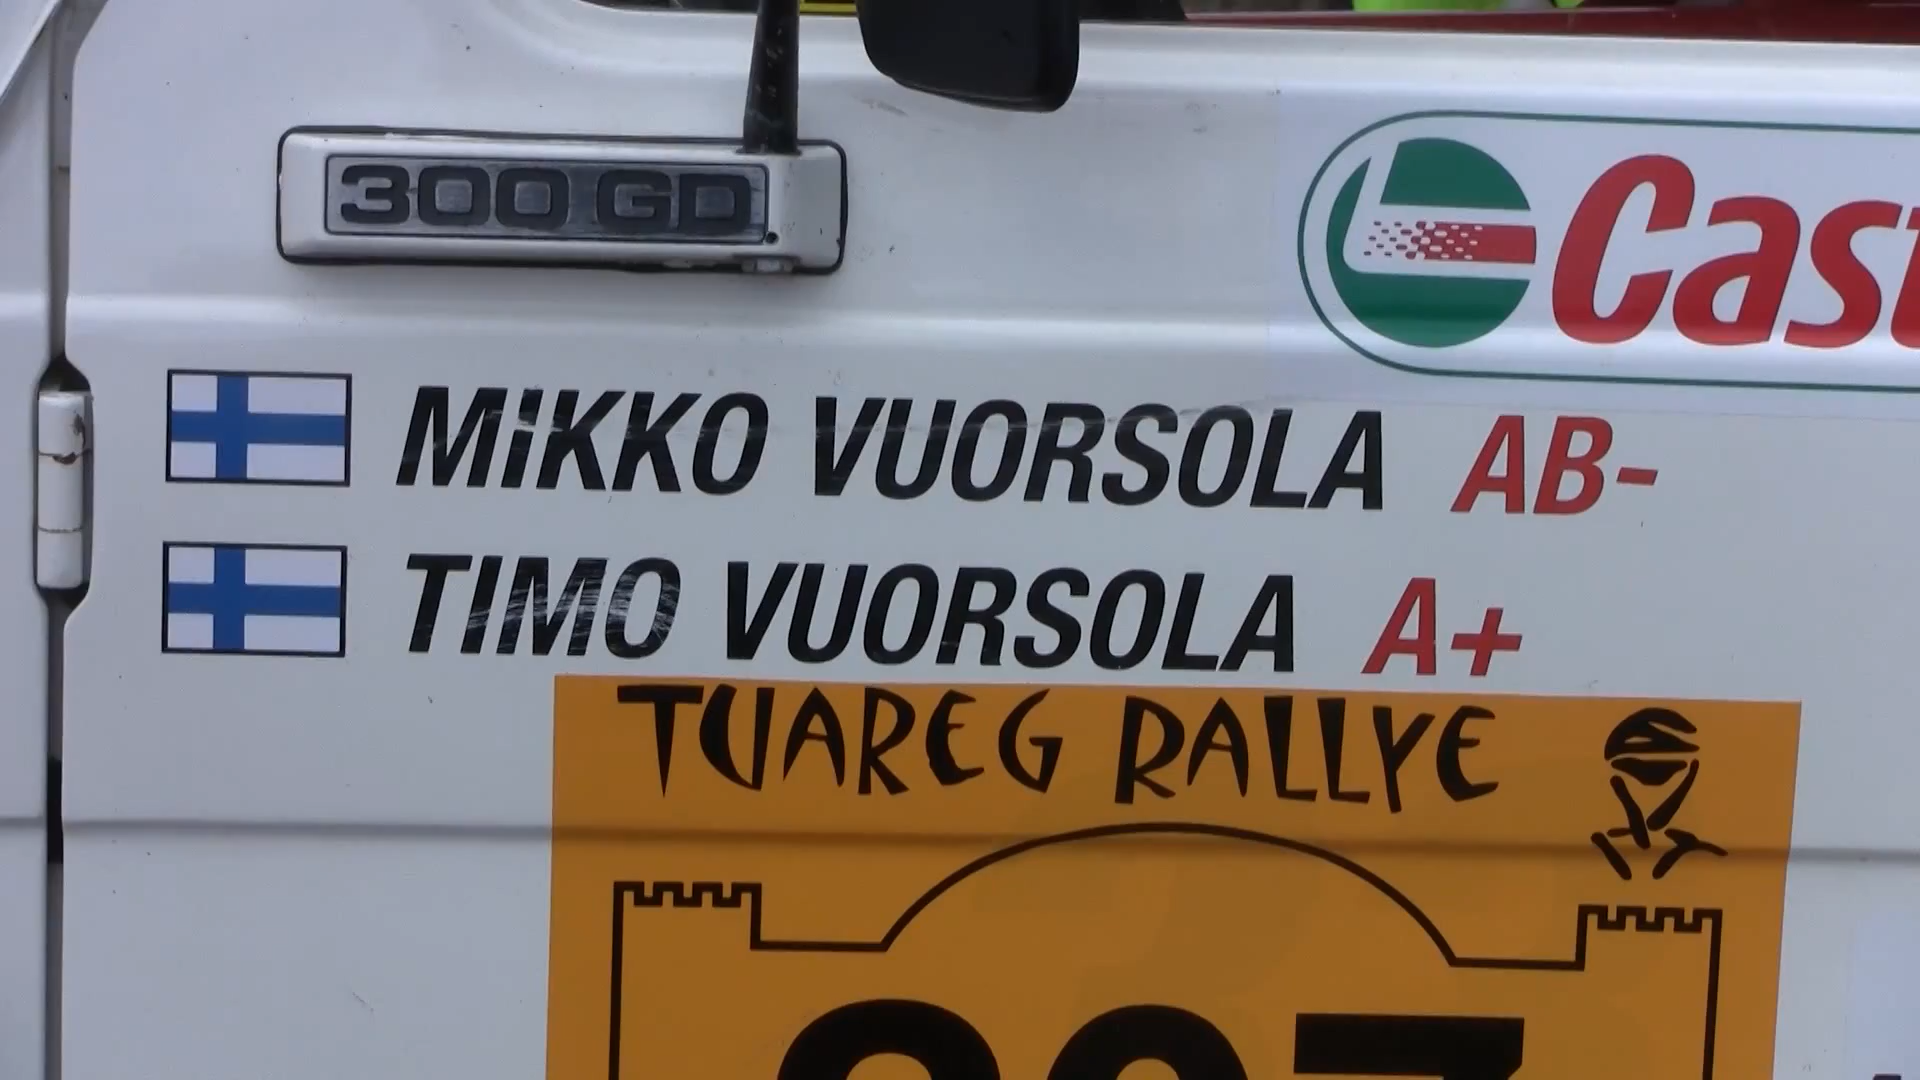 300 GD
Cast
MiKKO VUORSOLA AB-
TIMO VUORSOLA A+
TUAREG RALLYE